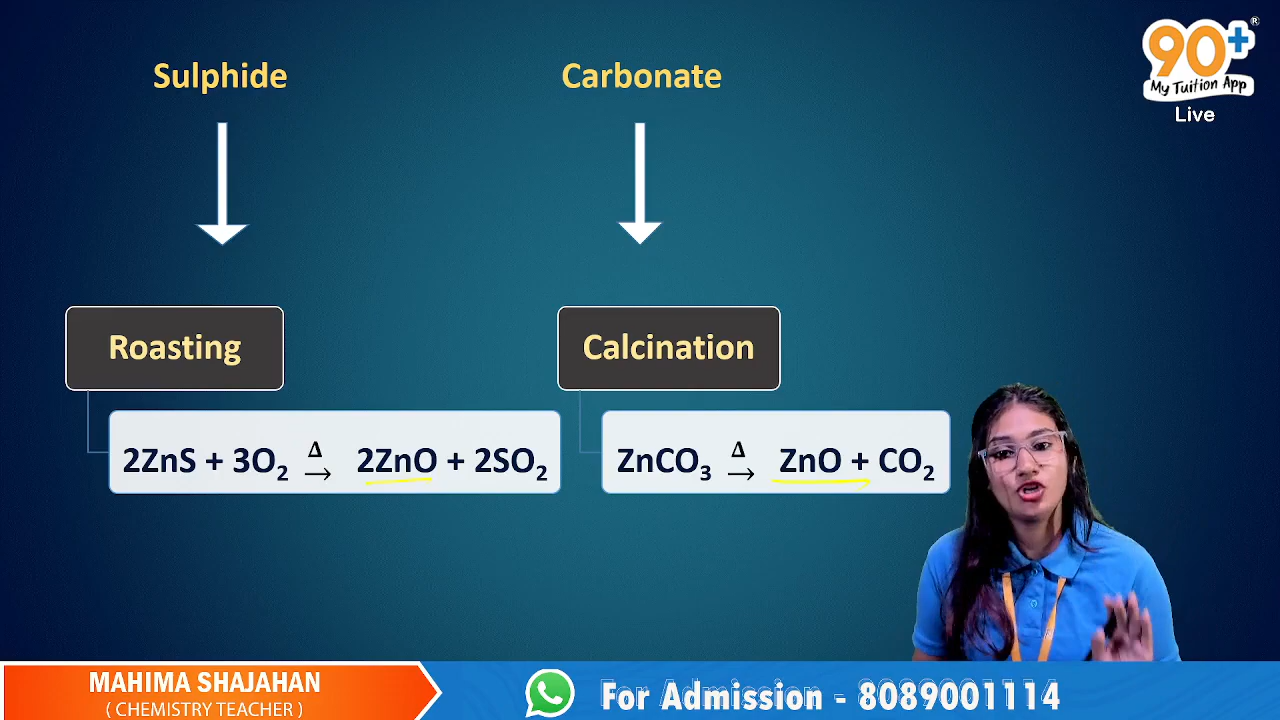 Sulphide
Carbonate
90+
®
My Tuition App
Live
Roasting
Calcination
2ZnS + 3O₂ Δ→ 2ZnO + 2SO₂
ZnCO₃ Δ→ ZnO + CO₂
MAHIMA SHAJAHAN
( CHEMISTRY TEACHER )
For Admission - 8089001114